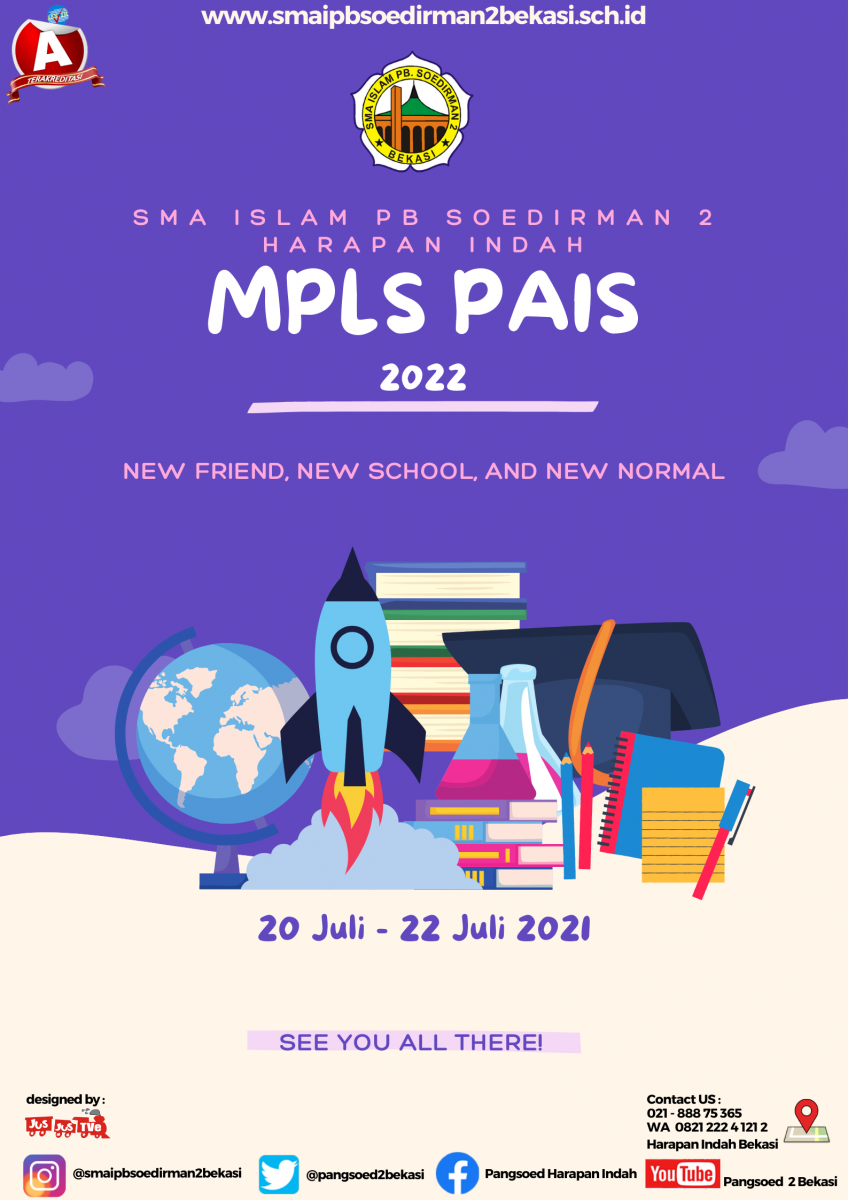 www.smaipbsoedirman2bekasi.sch.id
A
TERAKREDITASI
SMA ISLAM PB. SOEDIRMAN 2
BEKASI
SMA ISLAM PB SOEDIRMAN 2
HARAPAN INDAH
MPLS PAIS
2022
NEW FRIEND, NEW SCHOOL, AND NEW NORMAL
20 Juli - 22 Juli 2021
SEE YOU ALL THERE!
designed by :
Jus Jus TVe
Contact US :
021 - 888 75 365
WA 0821 222 4 121 2
Harapan Indah Bekasi
@smaipbsoedirman2bekasi
@pangsoed2bekasi
Pangsoed Harapan Indah
YouTube
Pangsoed 2 Bekasi